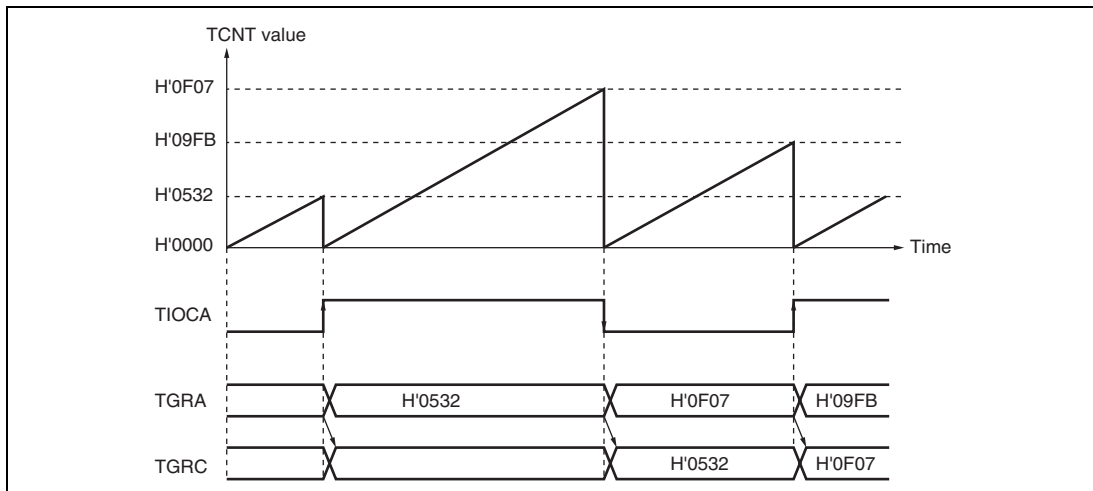 TCNT value
H'0F07
H'09FB
H'0532
H'0000
Time
TIOCA
TGRA
H'0532
H'0F07
H'09FB
TGRC
H'0532
H'0F07